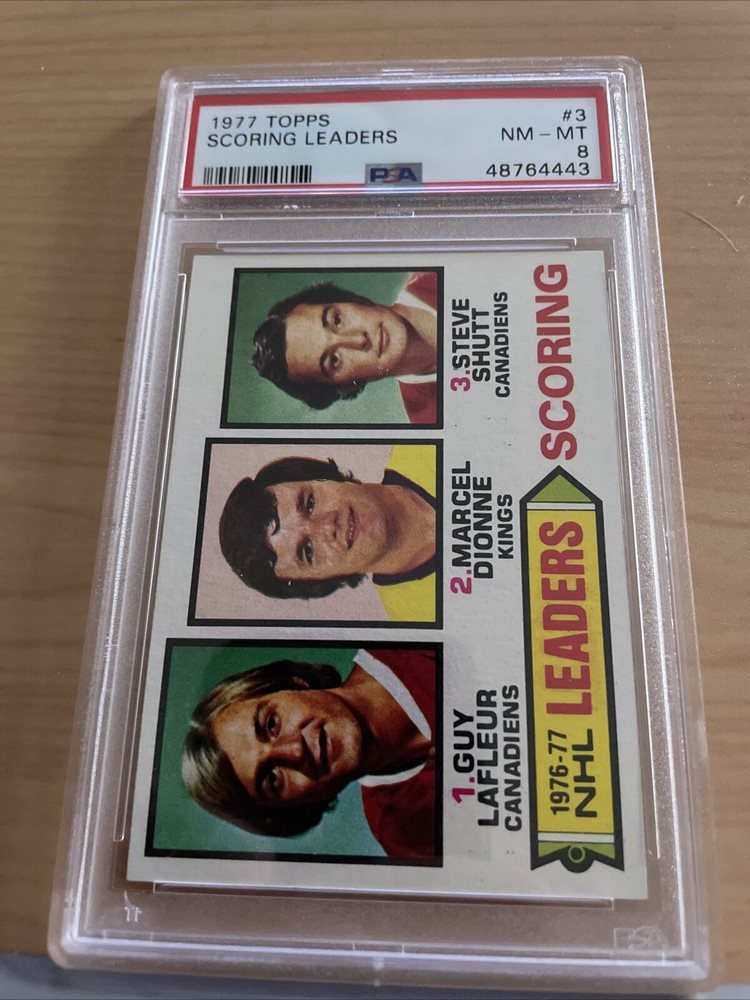 1977 TOPPS
SCORING LEADERS
#3
NM - MT
8
PSA
48764443
1.GUY
LAFLEUR
CANADIENS
2.MARCEL
DIONNE
KINGS
3.STEVE
SHUTT
CANADIENS
1976-77
NHL LEADERS
SCORING
PSA